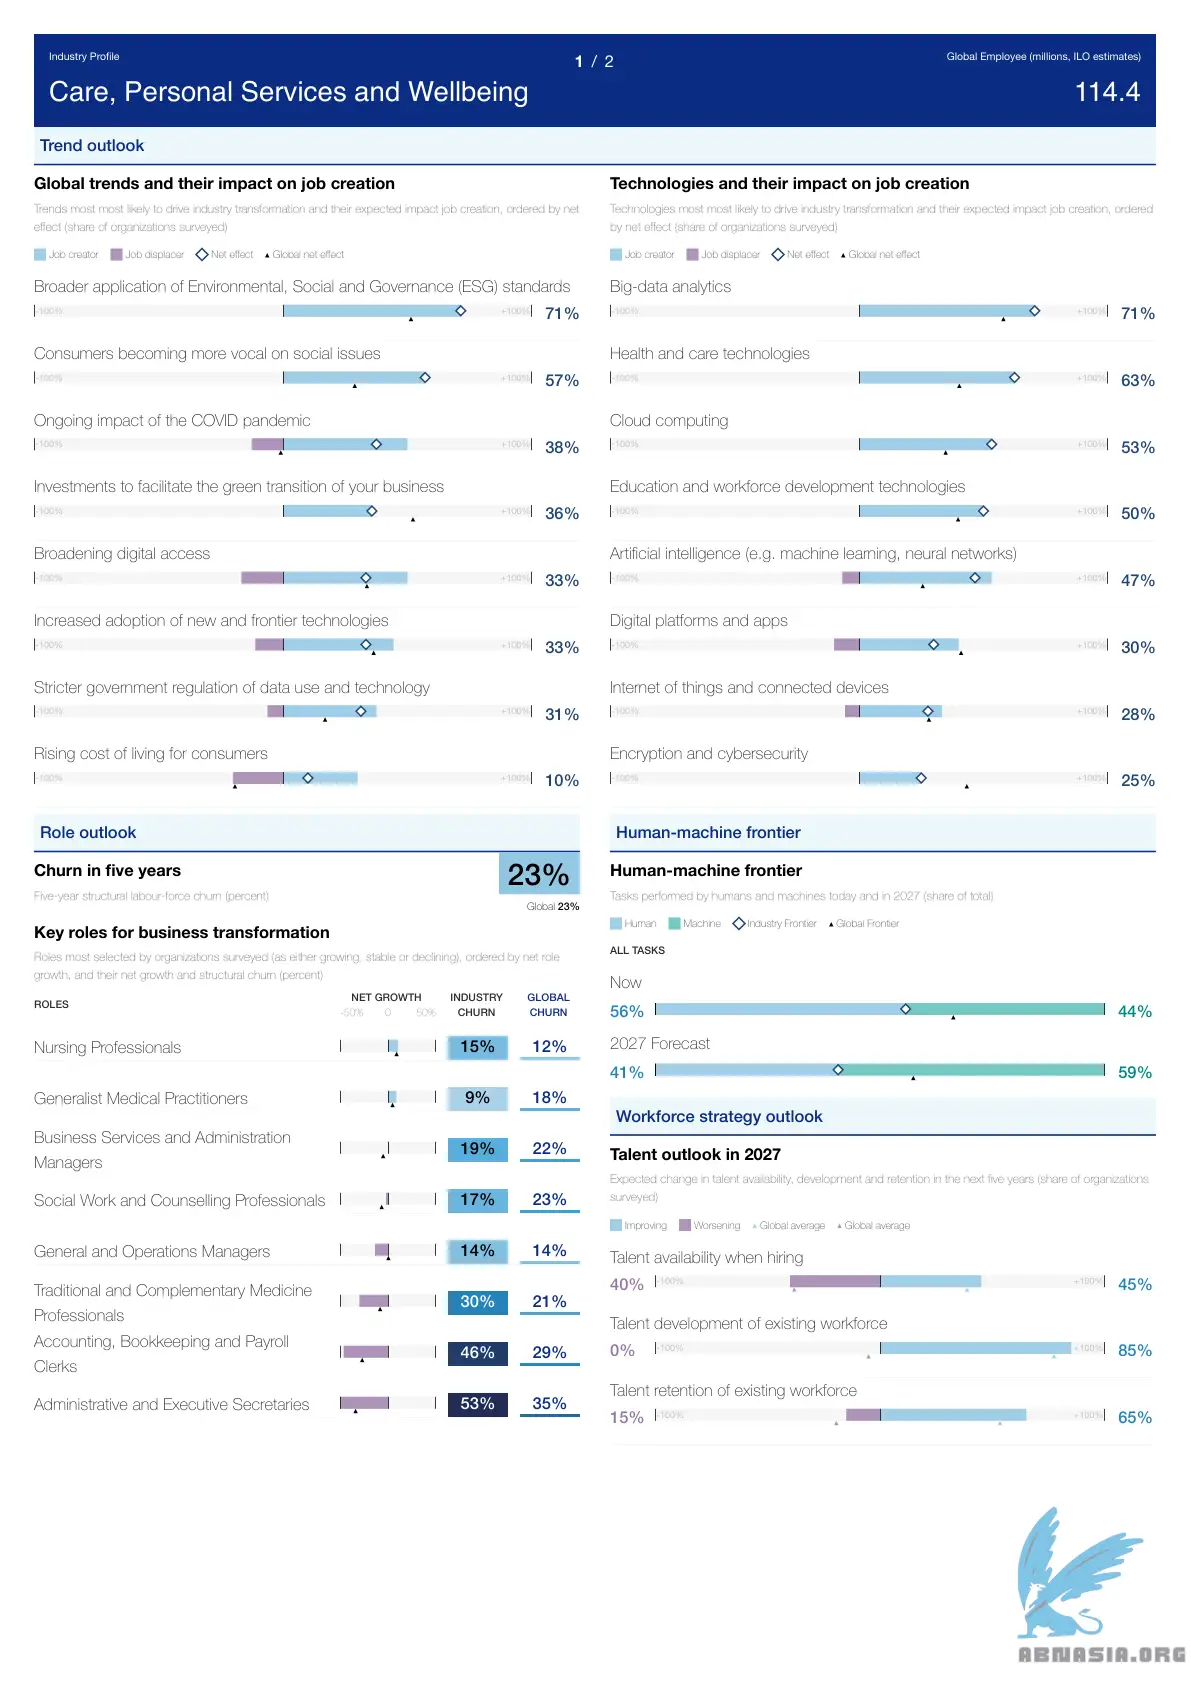 Industry Profile
1 / 2
Global Employee (millions, ILO estimates)
Care, Personal Services and Wellbeing
114.4
Trend outlook
Global trends and their impact on job creation
Trends most most likely to drive industry transformation and their expected impact job creation, ordered by net
effect (share of organizations surveyed)
Job creator Job displacer Net effect Global net effect
Broader application of Environmental, Social and Governance (ESG) standards
-100% +100% 71%
Consumers becoming more vocal on social issues
-100% +100% 57%
Ongoing impact of the COVID pandemic
-100% +100% 38%
Investments to facilitate the green transition of your business
-100% +100% 36%
Broadening digital access
-100% +100% 33%
Increased adoption of new and frontier technologies
-100% +100% 33%
Stricter government regulation of data use and technology
-100% +100% 31%
Rising cost of living for consumers
-100% +100% 10%
Technologies and their impact on job creation
Technologies most most likely to drive industry transformation and their expected impact job creation, ordered
by net effect (share of organizations surveyed)
Job creator Job displacer Net effect Global net effect
Big-data analytics
-100% +100% 71%
Health and care technologies
-100% +100% 63%
Cloud computing
-100% +100% 53%
Education and workforce development technologies
-100% +100% 50%
Artificial intelligence (e.g. machine learning, neural networks)
-100% +100% 47%
Digital platforms and apps
-100% +100% 30%
Internet of things and connected devices
-100% +100% 28%
Encryption and cybersecurity
-100% +100% 25%
Role outlook
Churn in five years
23%
Five-year structural labour-force churn (percent)
Global 23%
Key roles for business transformation
Roles most selected by organizations surveyed (as either growing, stable or declining), ordered by net role
growth, and their net growth and structural churn (percent)
ROLES
NET GROWTH INDUSTRY GLOBAL
-50% 0 50% CHURN CHURN
Nursing Professionals 15% 12%
Generalist Medical Practitioners 9% 18%
Business Services and Administration
Managers 19% 22%
Social Work and Counselling Professionals 17% 23%
General and Operations Managers 14% 14%
Traditional and Complementary Medicine
Professionals 30% 21%
Accounting, Bookkeeping and Payroll
Clerks 46% 29%
Administrative and Executive Secretaries 53% 35%
Human-machine frontier
Human-machine frontier
Tasks performed by humans and machines today and in 2027 (share of total)
Human Machine Industry Frontier Global Frontier
ALL TASKS
Now
56% 44%
2027 Forecast
41% 59%
Workforce strategy outlook
Talent outlook in 2027
Expected change in talent availability, development and retention in the next five years (share of organizations
surveyed)
Improving Worsening Global average Global average
Talent availability when hiring
40% -100% +100% 45%
Talent development of existing workforce
0% -100% +100% 85%
Talent retention of existing workforce
15% -100% +100% 65%
ABNASIA.ORG